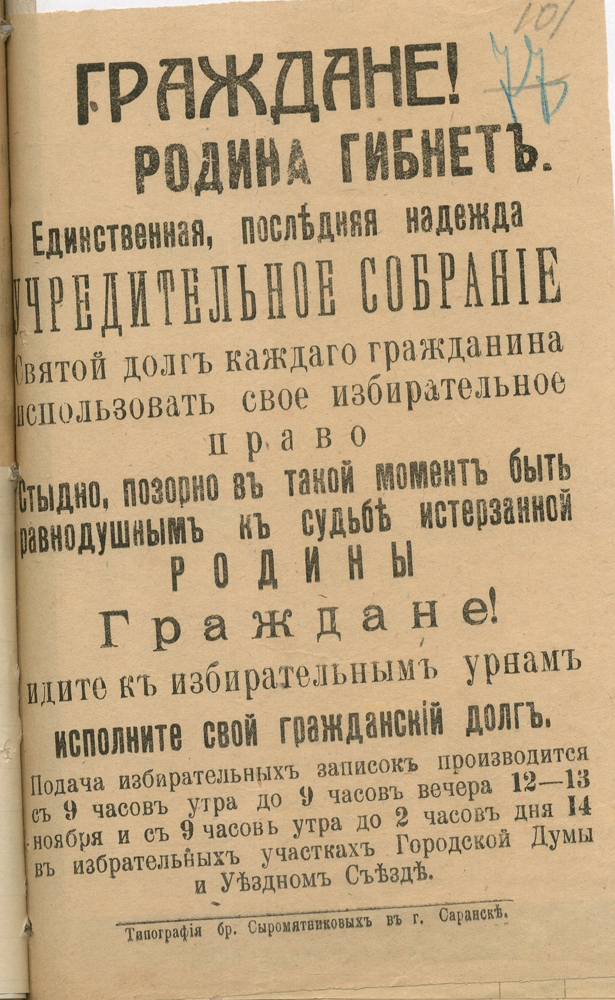 101
77
ГРАЖДАНЕ!
РОДИНА ГИБНЕТЪ.
Единственная, послѣдняя надежда
УЧРЕДИТЕЛЬНОЕ СОБРАНІЕ
Святой долгъ каждаго гражданина
использовать свое избирательное
право
Стыдно, позорно въ такой моментъ быть
равнодушнымъ къ судьбѣ истерзанной
РОДИНЫ
Граждане!
идите къ избирательнымъ урнамъ
исполните свой гражданскій долгъ.
Подача избирательныхъ записокъ производится
съ 9 часовъ утра до 9 часовъ вечера 12—13
ноября и съ 9 часовь утра до 2 часовъ дня 14
въ избрательныхъ участкахъ Городской Думы
и Уѣздномъ Съѣздѣ.
Типографія бр. Сыромятниковыхъ въ г. Саранскѣ.